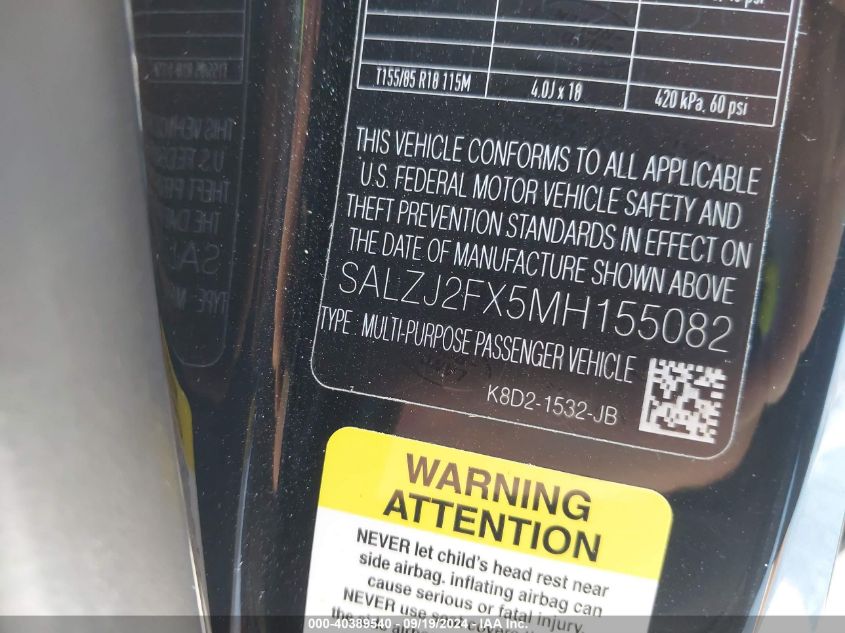 T155/85 R18 115M 4.0J x 18 420 kPa, 60 psi
THIS VEHICLE CONFORMS TO ALL APPLICABLE
U.S. FEDERAL MOTOR VEHICLE SAFETY AND
THEFT PREVENTION STANDARDS IN EFFECT ON
THE DATE OF MANUFACTURE SHOWN ABOVE
SALZJ2FX5MH155082
TYPE : MULTI-PURPOSE PASSENGER VEHICLE
K8D2-1532-JB
WARNING
ATTENTION
NEVER let child's head rest near
side airbag. inflating airbag can
cause serious or fatal injury.
NEVER use
000-40389540 - 09/19/2024 - IAA Inc.